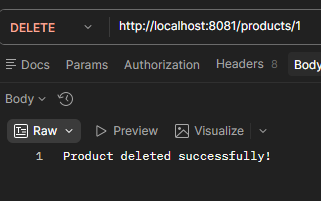 DELETE http://localhost:8081/products/1
Docs Params Authorization Headers 8 Body
Body
Raw Preview Visualize
1 Product deleted successfully!